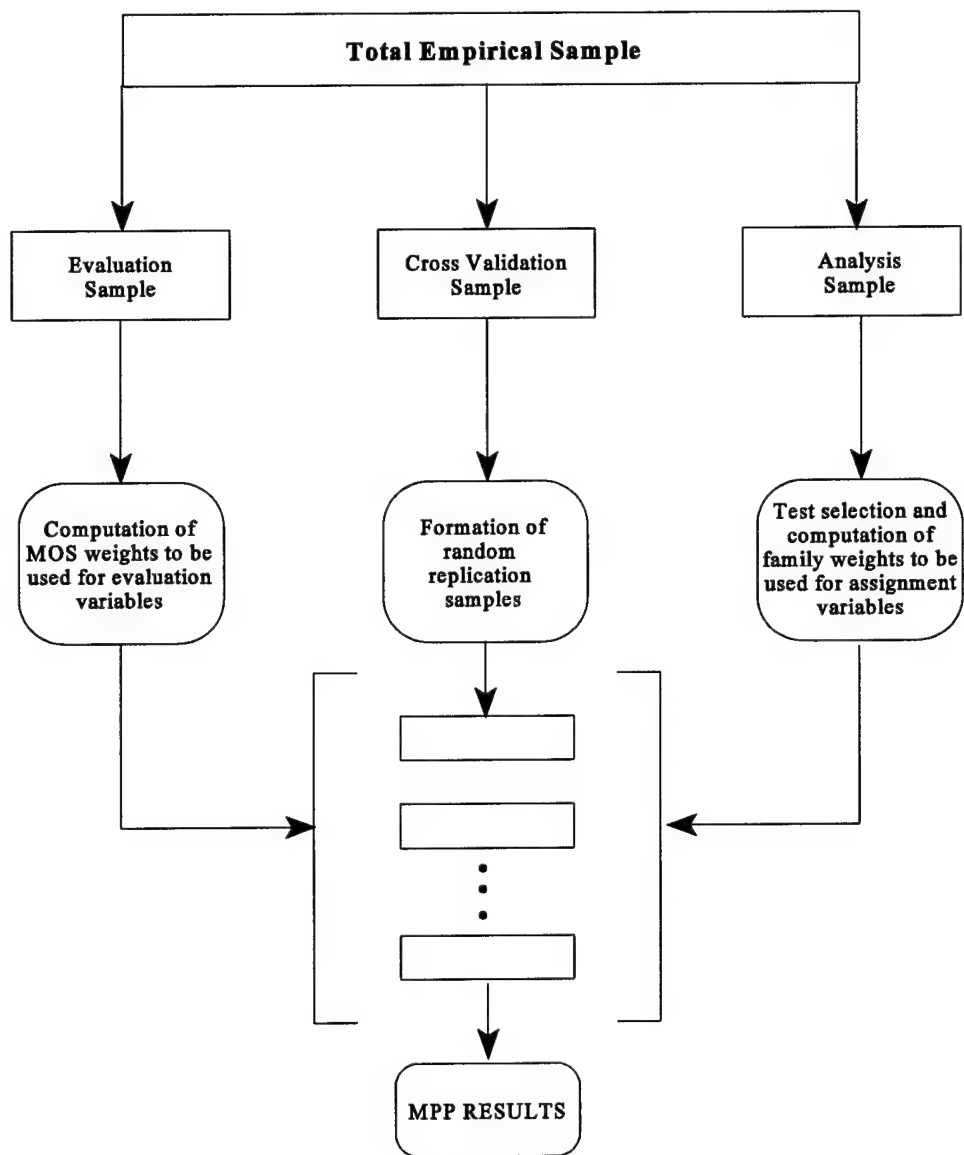 Total Empirical Sample
Evaluation
Sample
Cross Validation
Sample
Analysis
Sample
Computation of
MOS weights to be
used for evaluation
variables
Formation of
random
replication
samples
Test selection and
computation of
family weights to be
used for assignment
variables
MPP RESULTS